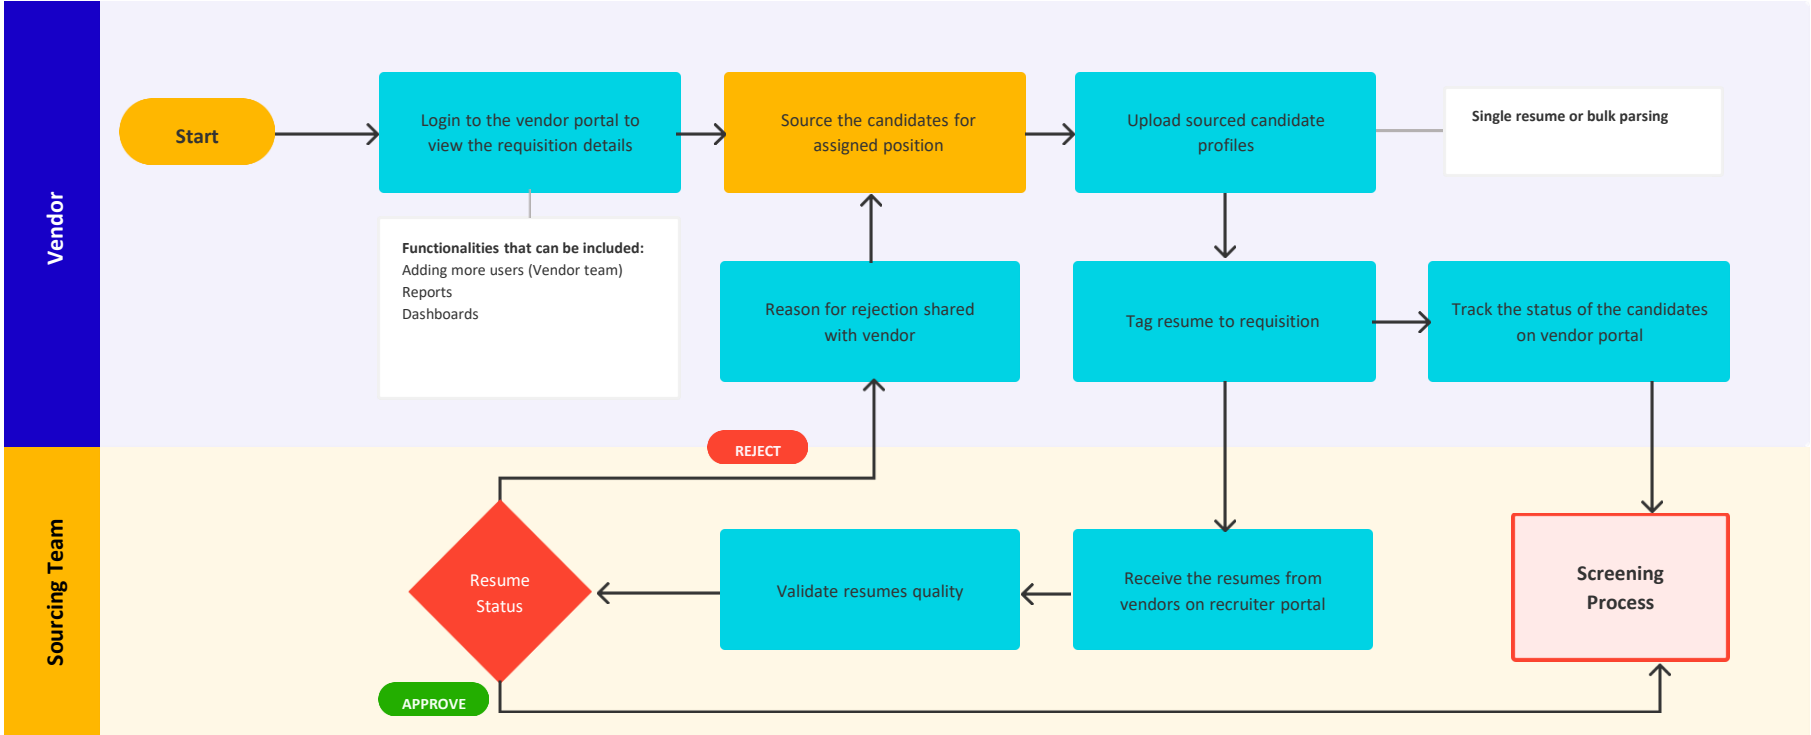 Vendor
Start
Login to the vendor portal to
view the requisition details
Source the candidates for
assigned position
Upload sourced candidate
profiles
Single resume or bulk parsing
Functionalities that can be included:
Adding more users (Vendor team)
Reports
Dashboards
Reason for rejection shared
with vendor
Tag resume to requisition
Track the status of the candidates
on vendor portal
Sourcing Team
REJECT
Resume
Status
Validate resumes quality
Receive the resumes from
vendors on recruiter portal
Screening
Process
APPROVE